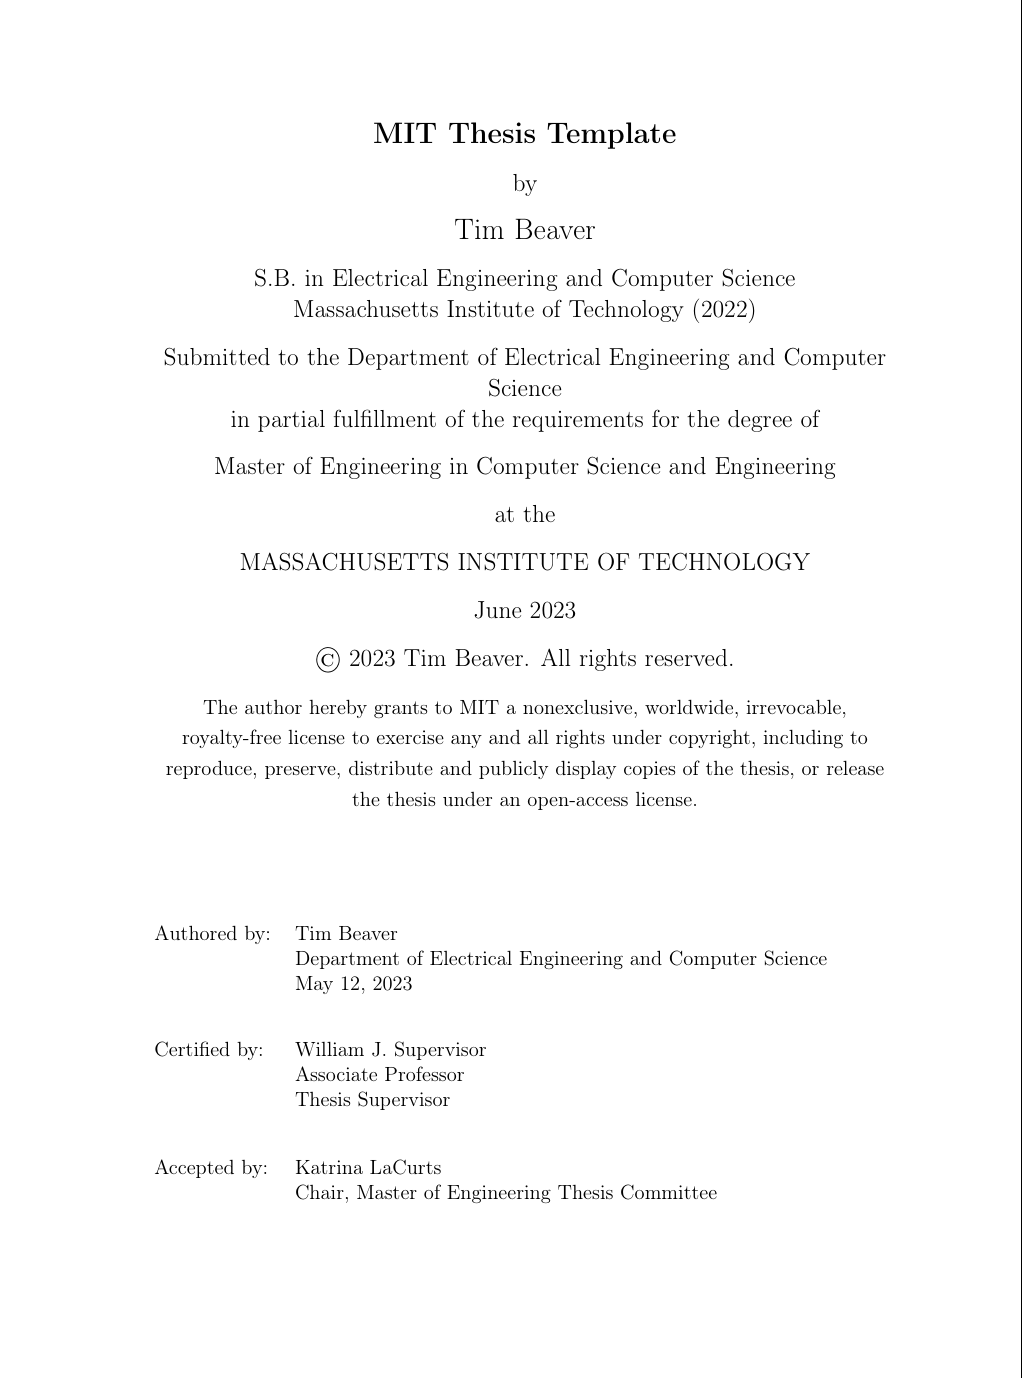 MIT Thesis Template
by
Tim Beaver
S.B. in Electrical Engineering and Computer Science
Massachusetts Institute of Technology (2022)
Submitted to the Department of Electrical Engineering and Computer
Science
in partial fulfillment of the requirements for the degree of
Master of Engineering in Computer Science and Engineering
at the
MASSACHUSETTS INSTITUTE OF TECHNOLOGY
June 2023
© 2023 Tim Beaver. All rights reserved.
The author hereby grants to MIT a nonexclusive, worldwide, irrevocable,
royalty-free license to exercise any and all rights under copyright, including to
reproduce, preserve, distribute and publicly display copies of the thesis, or release
the thesis under an open-access license.
Authored by: Tim Beaver
Department of Electrical Engineering and Computer Science
May 12, 2023
Certified by: William J. Supervisor
Associate Professor
Thesis Supervisor
Accepted by: Katrina LaCurts
Chair, Master of Engineering Thesis Committee